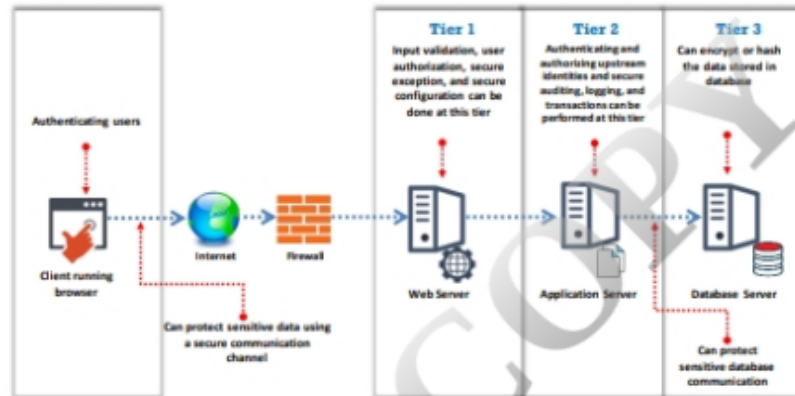 Tier 1
Input validation, user
authorization, secure
exception, and secure
configuration can be
done at this tier
Tier 2
Authenticating and
authorizing upstream
identities and secure
auditing, logging, and
transactions can be
performed at this tier
Tier 3
Can encrypt or hash
the data stored in
database
Authenticating users
Client running
browser
Internet
Firewall
Web Server
Application Server
Database Server
Can protect sensitive data using
a secure communication
channel
Can protect
sensitive database
communication
COPY